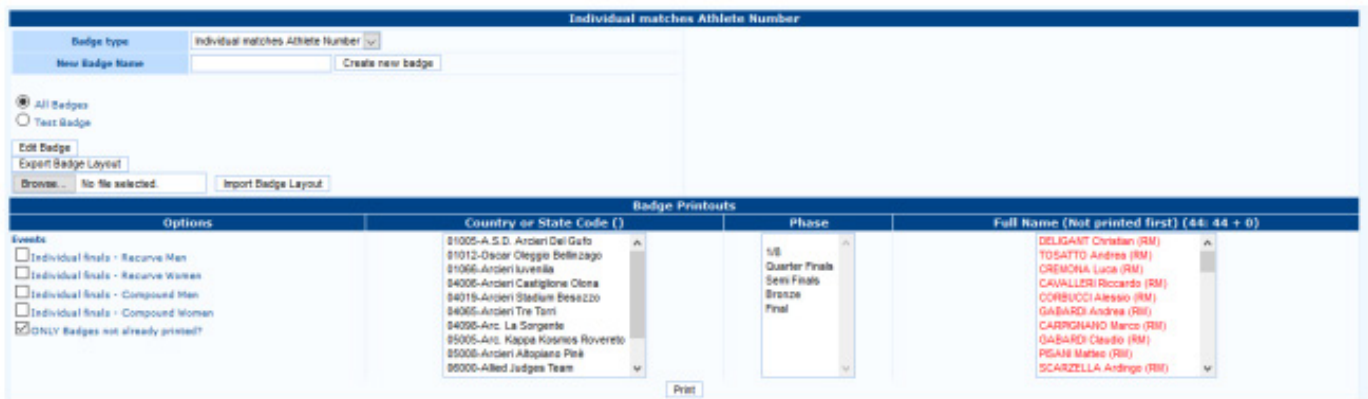 Individual matches Athlete Number
Badge type Individual matches Athlete Number
New Badge Name Create new badge
All Badges
Test Badge
Edit Badge
Export Badge Layout
Browse... No file selected. Import Badge Layout
Badge Printouts
Options Country or State Code () Phase Full Name (Not printed first) (44: 44 + 0)
Events
Individual finals - Recurve Men
Individual finals - Recurve Women
Individual finals - Compound Men
Individual finals - Compound Women
ONLY Badges not already printed?
01005-A.S.D. Arcieri Del Gufo
01012-Oscar Oleggio Bellinzago
01066-Arcieri Iuvenilia
04006-Arcieri Castiglione Olona
04019-Arcieri Stadium Besozzo
04065-Arcieri Tre Torri
04098-Arc. La Sorgente
05005-Arc. Kappa Kosmos Rovereto
05008-Arcieri Altopiano Pinè
06000-Allied Judges Team
1/8
Quarter Finals
Semi Finals
Bronze
Final
DELIGANT Christian (RM)
TOSATTO Andrea (RM)
CREMONA Luca (RM)
CAVALLERI Riccardo (RM)
CORBUCCI Alessio (RM)
GABARDI Andrea (RM)
CARPIGNANO Marco (RM)
GABARDI Claudio (RM)
PISANI Matteo (RM)
SCARZELLA Ardingo (RM)
Print